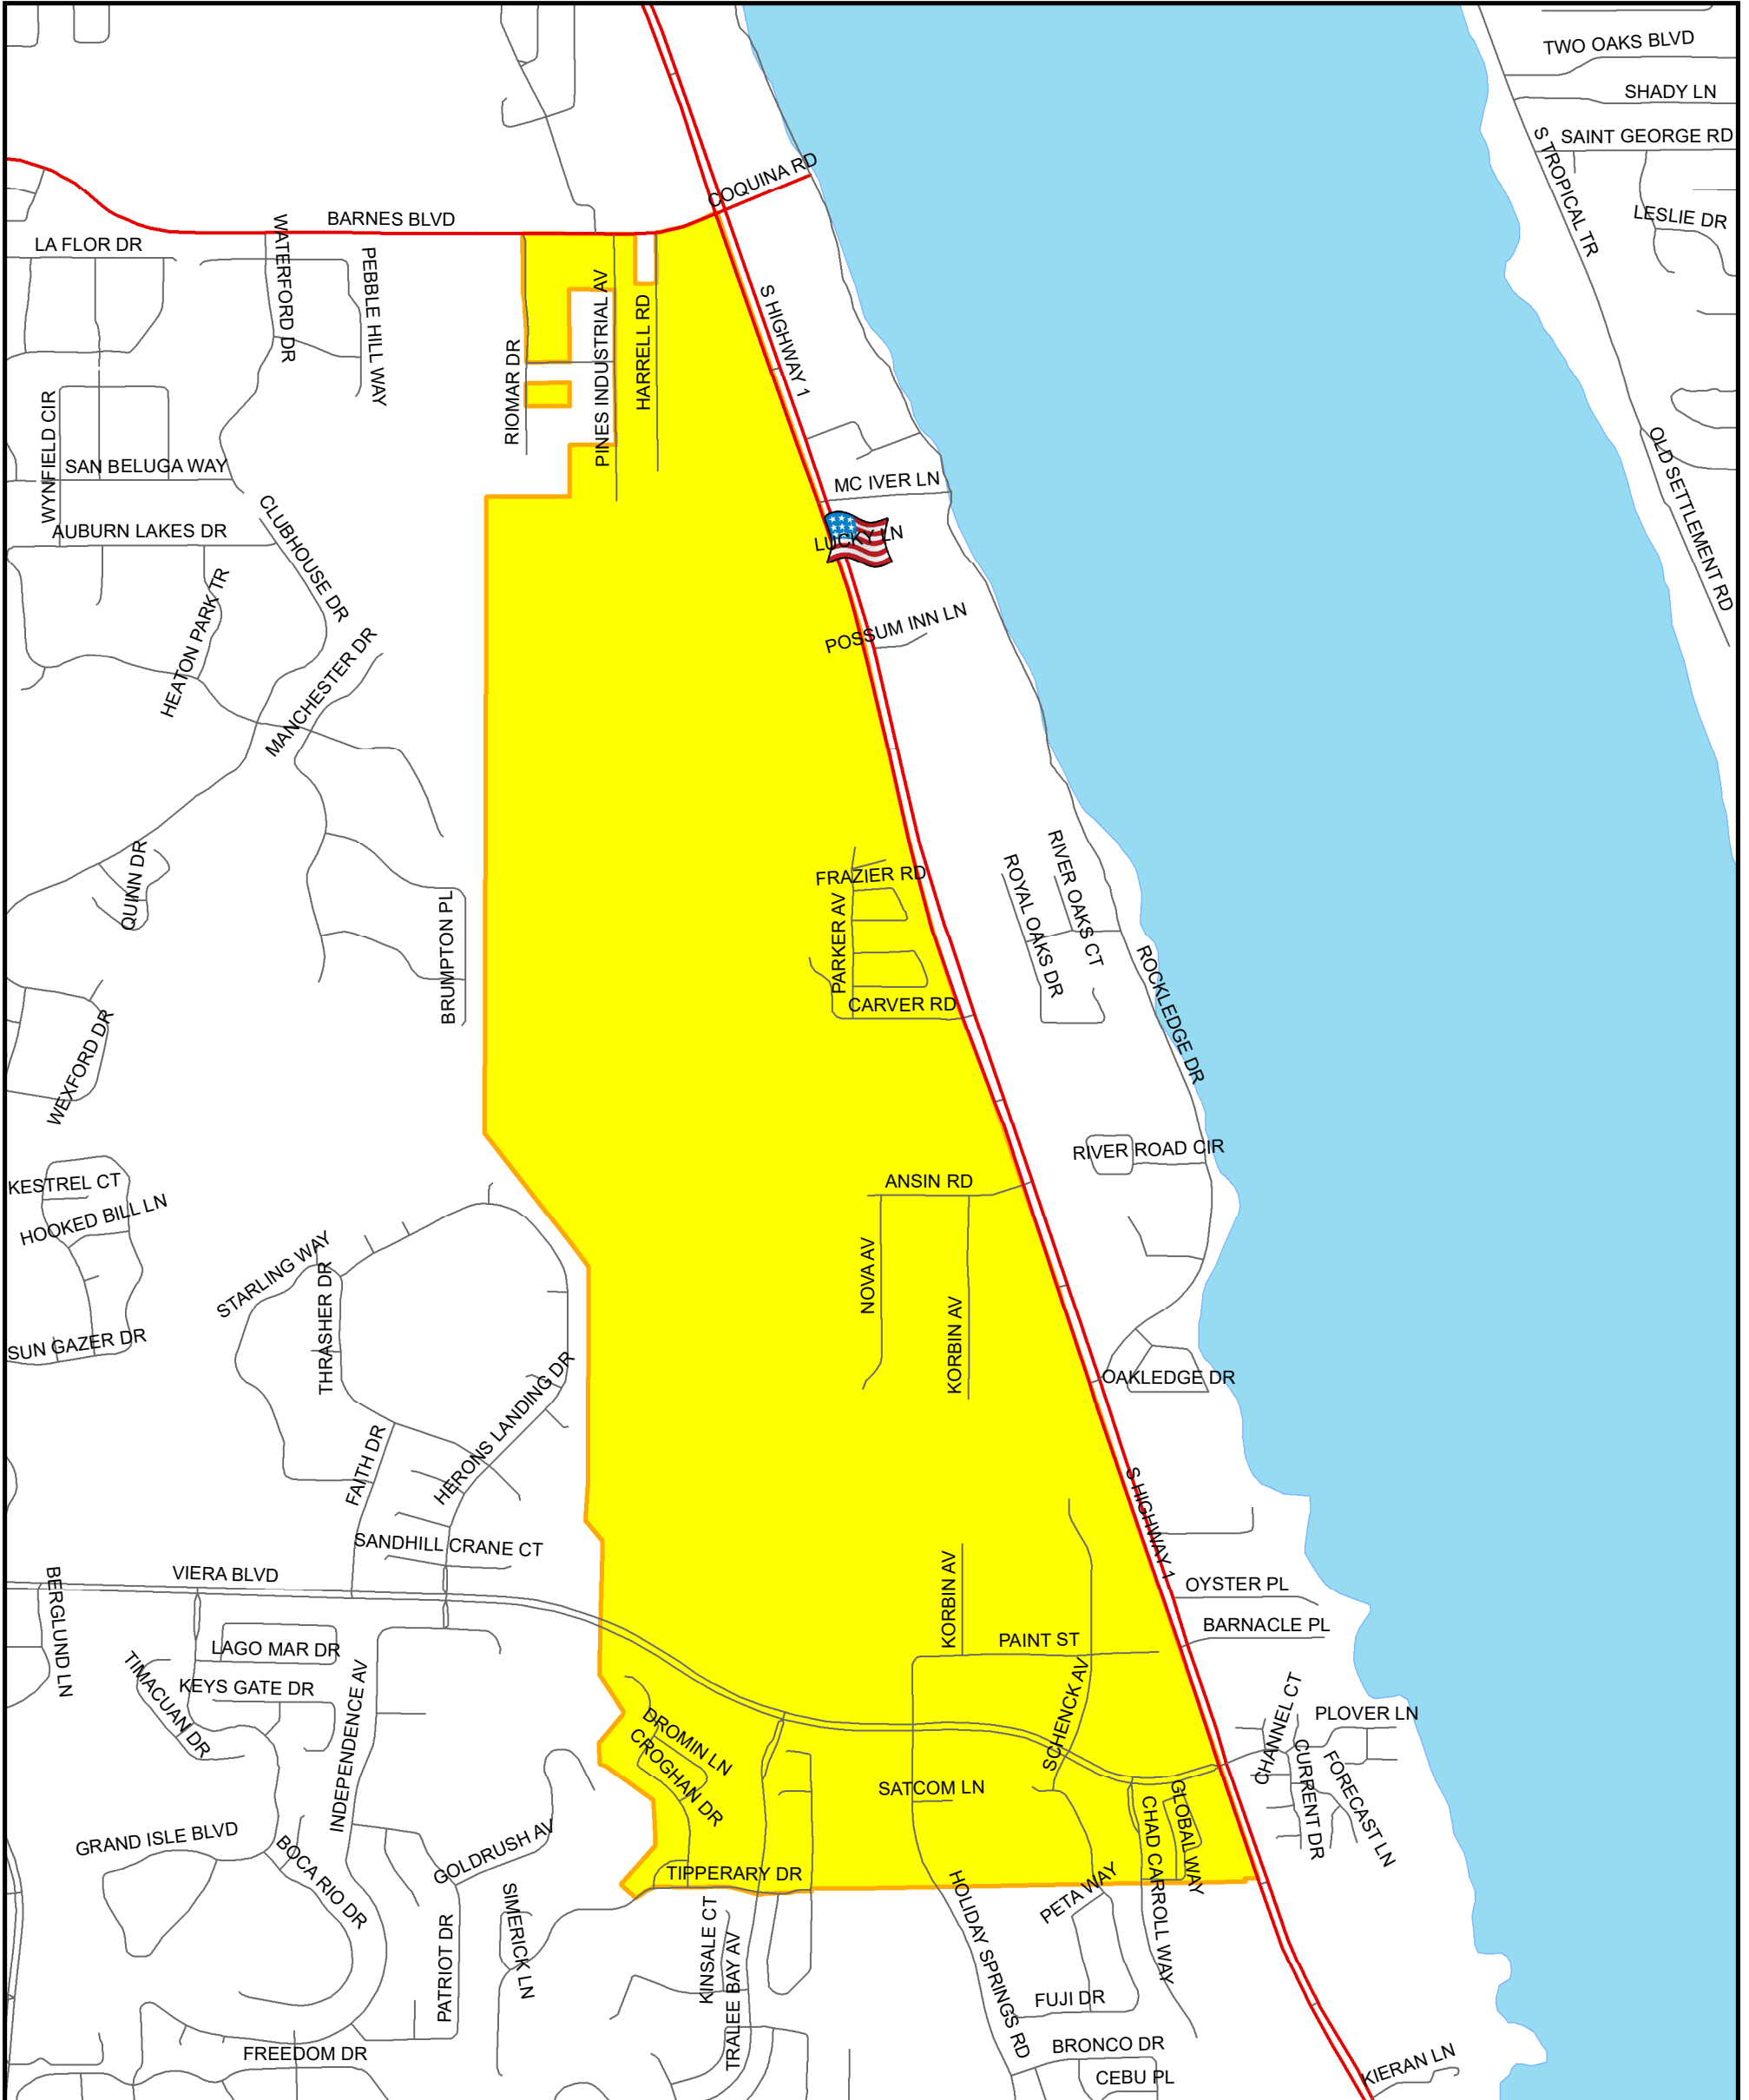 TWO OAKS BLVD
SHADY LN
S TROPICAL TR
SAINT GEORGE RD
COQUINA RD
LESLIE DR
BARNES BLVD
WATERFORD DR
LA FLOR DR
PEBBLE HILL WAY
PINES INDUSTRIAL AV
HARRELL RD
S HIGHWAY 1
RIOMAR DR
WYNFIELD CIR
OLD SETTLEMENT RD
SAN BELUGA WAY
MC IVER LN
CLUBHOUSE DR
AUBURN LAKES DR
LUCKY LN
HEATON PARK TR
POSSUM INN LN
MANCHESTER DR
QUINN DR
RIVER OAKS CT
ROYAL OAKS DR
FRAZIER RD
PARKER AV
BRUMPTON PL
ROCKLEDGE DR
CARVER RD
WEXFORD DR
RIVER ROAD CIR
KESTREL CT
ANSIN RD
HOOKED BILL LN
STARLING WAY
NOVA AV
THRASHER DR
KORBIN AV
SUN GAZER DR
HERONS LANDING DR
OAKLEDGE DR
FAITH DR
S HIGHWAY 1
SANDHILL CRANE CT
KORBIN AV
VIERA BLVD
BERGLUND LN
OYSTER PL
BARNACLE PL
PAINT ST
LAGO MAR DR
TIMACUAN DR
KEYS GATE DR
INDEPENDENCE AV
SCHENCK AV
CHANNEL CT
PLOVER LN
DROMIN LN
CROGHAN DR
CURRENT DR
FORECAST LN
SATCOM LN
GLOBAL WAY
CHAD CARROLL WAY
GRAND ISLE BLVD
BOCA RIO DR
GOLDRUSH AV
TIPPERARY DR
PETA WAY
HOLIDAY SPRINGS RD
SIMERICK LN
KINSALE CT
PATRIOT DR
TRALEE BAY AV
FUJI DR
BRONCO DR
FREEDOM DR
KIERAN LN
CEBU PL